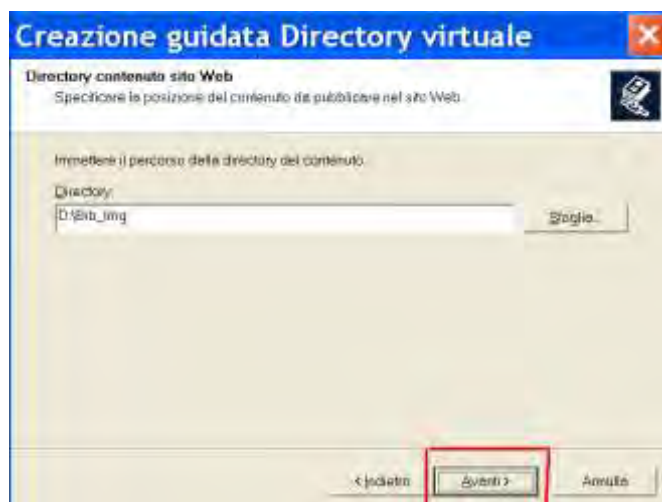 Creazione guidata Directory virtuale
Directory contenuto sito Web
Specificare la posizione del contenuto da pubblicare nel sito Web.
Immettere il percorso della directory del contenuto.
Directory:
D:\Bib_Img
Sfoglia...
< Indietro
Avanti >
Annulla